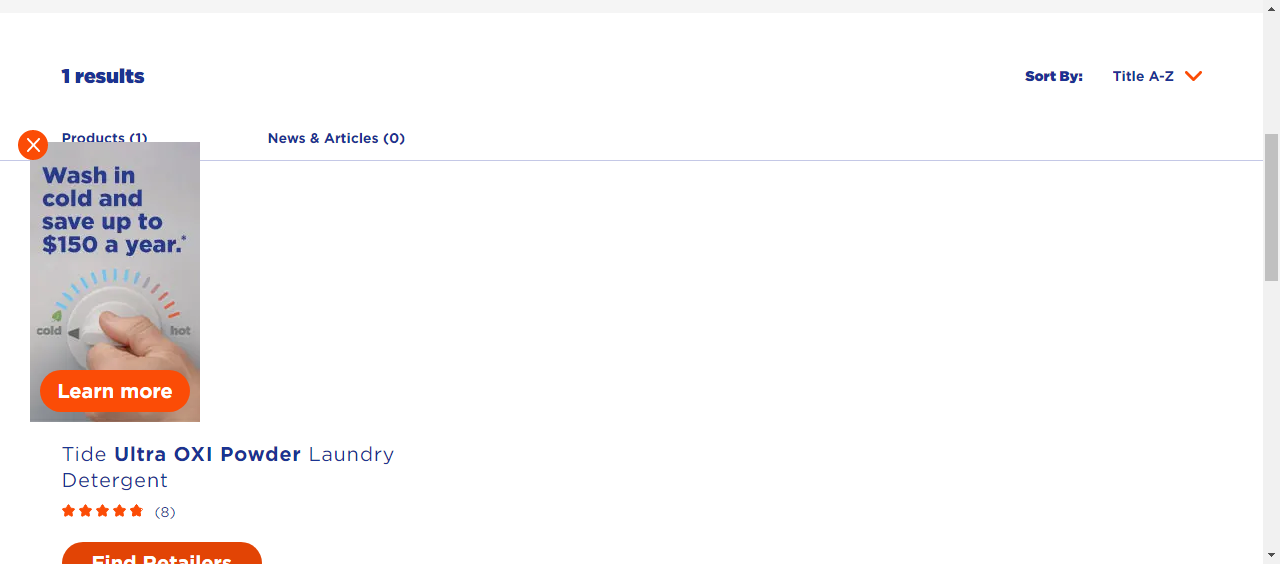 1 results
Sort By:
Title A-Z
Products (1)
News & Articles (0)
Wash in
cold and
save up to
$150 a year.*
cold
hot
Learn more
Tide Ultra OXI Powder Laundry
Detergent
(8)
Find Retailers